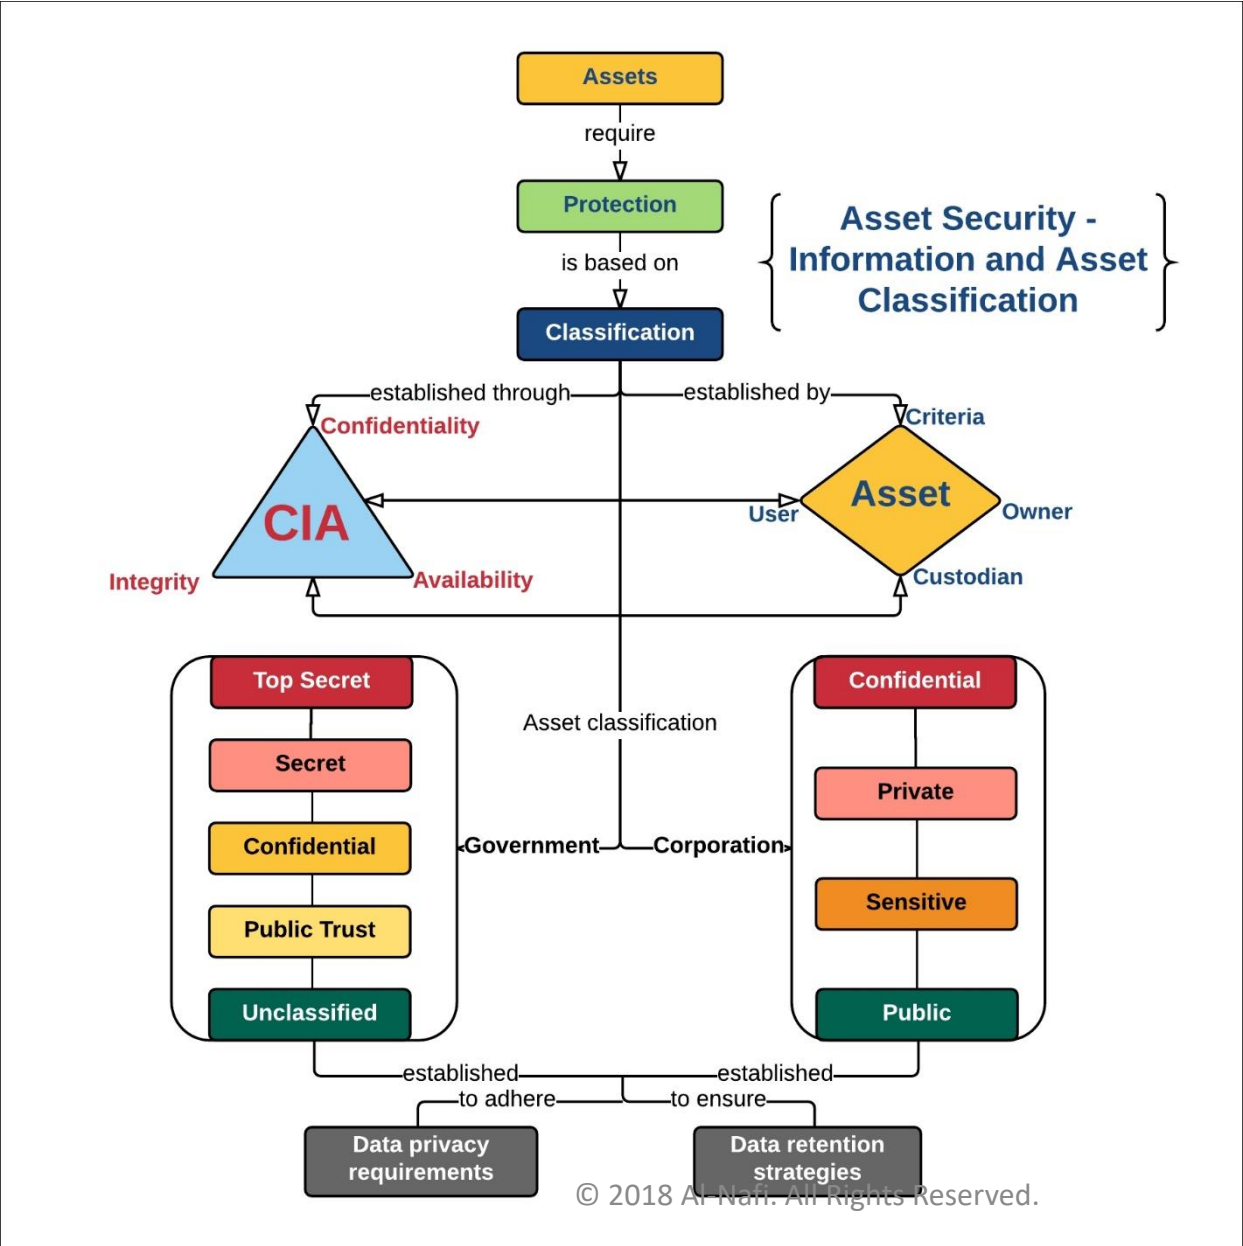 Assets
require
Protection
is based on
Asset Security -
Information and Asset
Classification
Classification
established through
established by
Confidentiality
Criteria
CIA
Asset
User
Owner
Integrity
Availability
Custodian
Top Secret
Secret
Confidential
Public Trust
Unclassified
Asset classification
Government
Corporation
Confidential
Private
Sensitive
Public
established
established
to adhere
to ensure
Data privacy
requirements
Data retention
strategies
© 2018 Al-Nafi. All Rights Reserved.